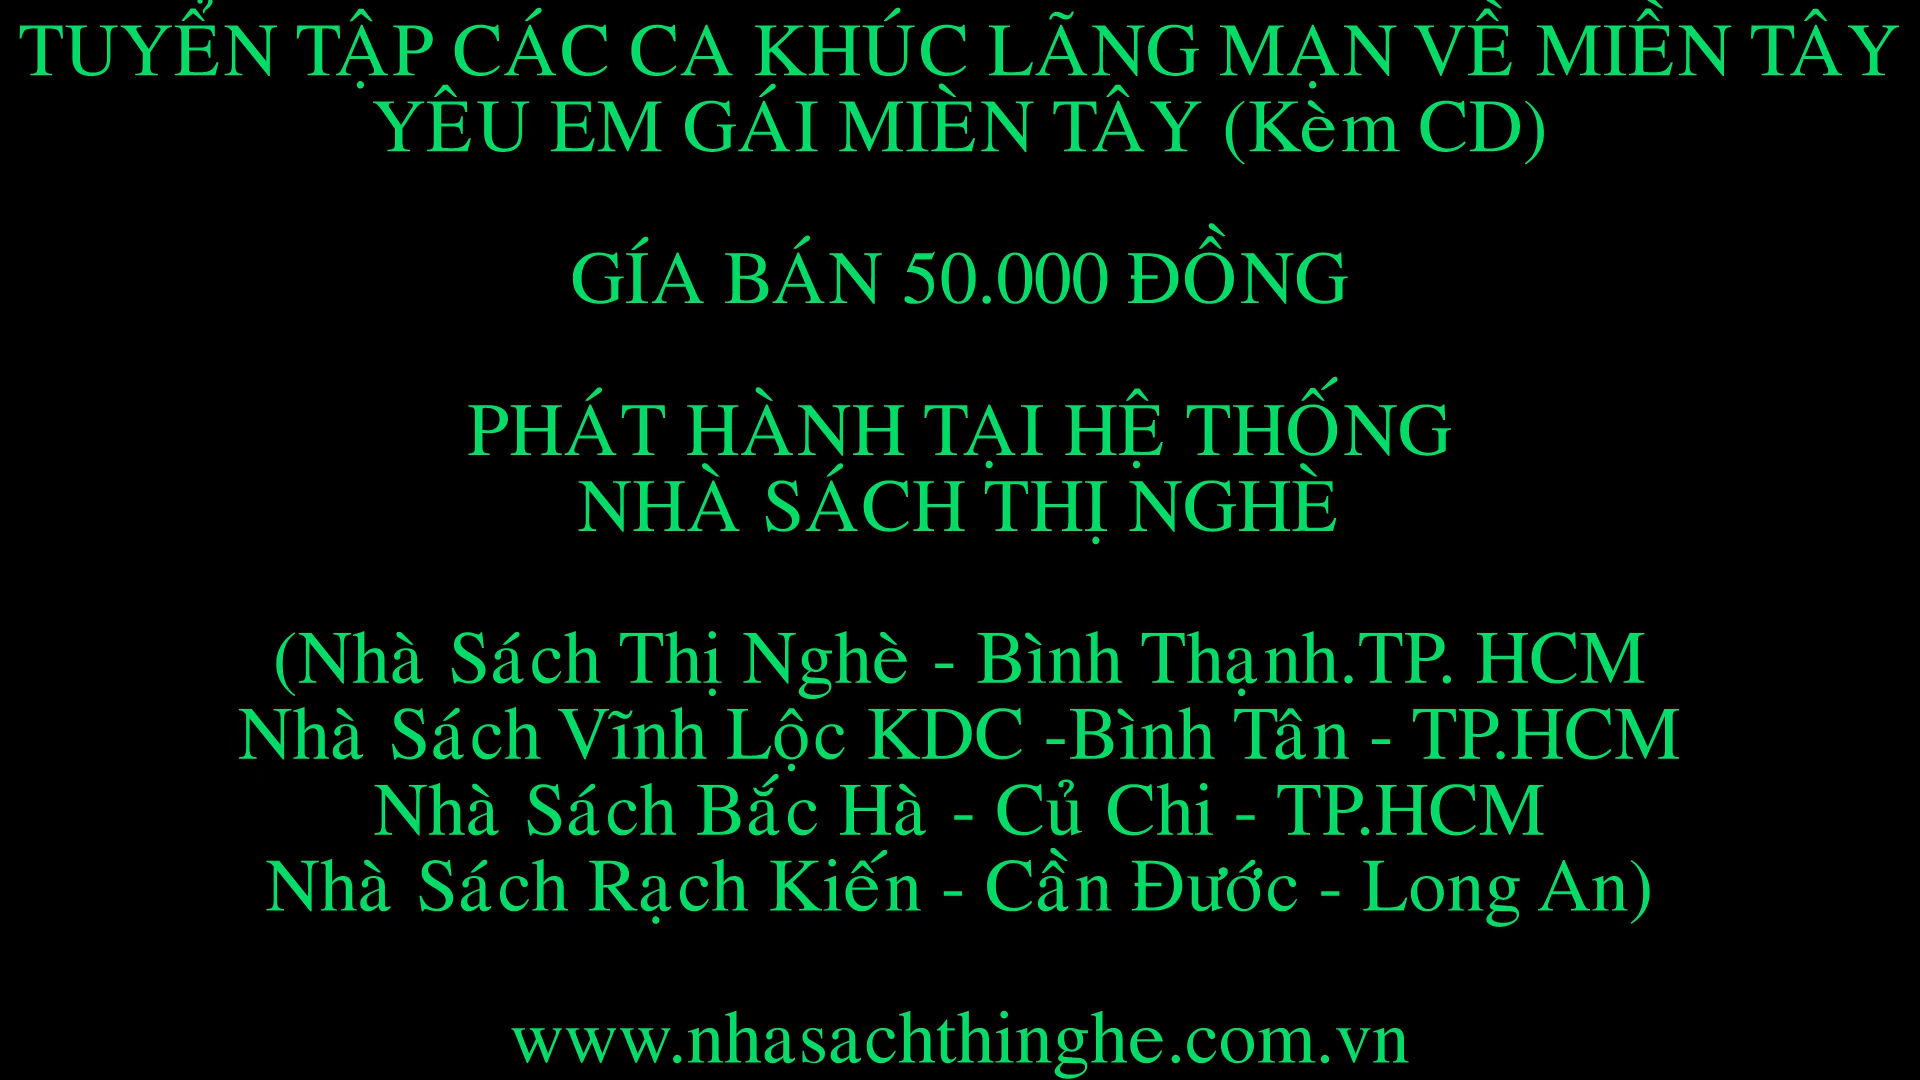 TUYỂN TẬP CÁC CA KHÚC LÃNG MẠN VỀ MIỀN TÂY
YÊU EM GÁI MIÈN TÂY (Kèm CD)
GÍA BÁN 50.000 ĐỒNG
PHÁT HÀNH TẠI HỆ THỐNG
NHÀ SÁCH THỊ NGHÈ
(Nhà Sách Thị Nghè - Bình Thạnh.TP. HCM
Nhà Sách Vĩnh Lộc KDC -Bình Tân - TP.HCM
Nhà Sách Bắc Hà - Củ Chi - TP.HCM
Nhà Sách Rạch Kiến - Cần Đước - Long An)
www.nhasachthinghe.com.vn